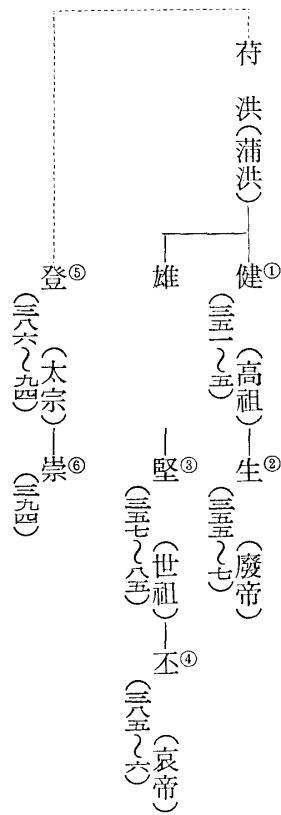 苻 洪(蒲洪)
健①(高祖)(三五一〜五)
生②(廢帝)(三五五〜七)
雄
堅③(世祖)(三五七〜八五)
丕④(哀帝)(三八五〜六)
登⑤(太宗)(三八六〜九四)
崇⑥(三九四)